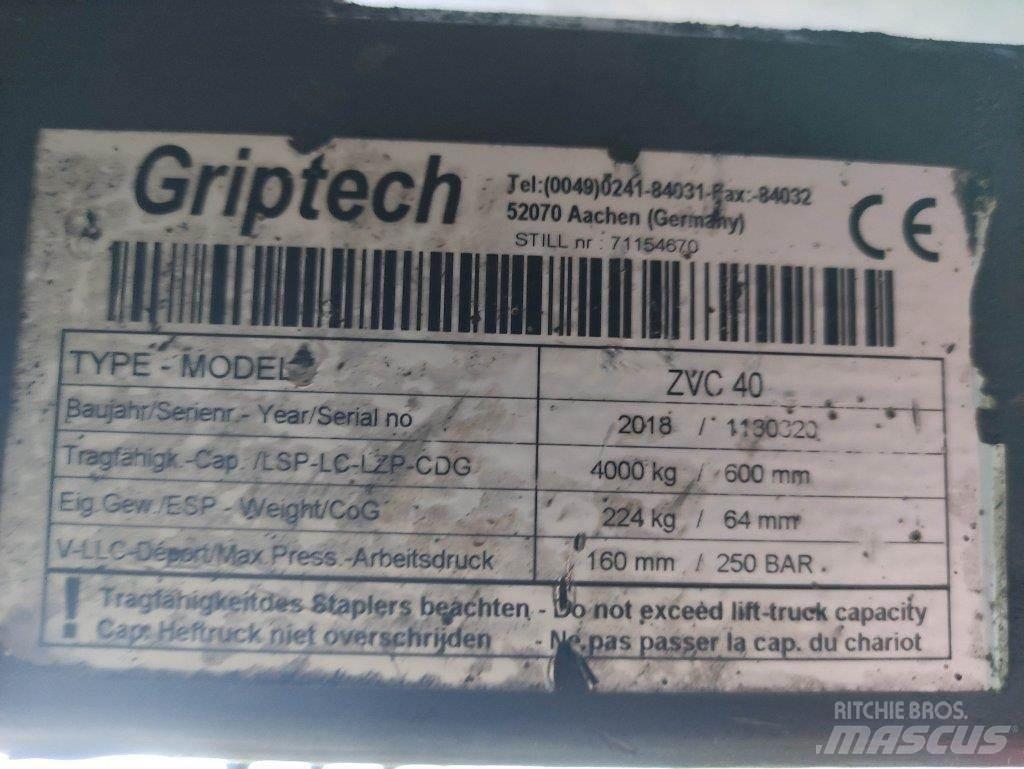 Griptech
Tel:(0049)0241-84031-Fax:-84032
52070 Aachen (Germany)
STILL nr : 71154670
CE
TYPE - MODEL ZVC 40
Baujahr/Serienr.- Year/Serial no 2018 /
Tragfähigk.-Cap. /LSP-LC-LZP-CDG 4000 kg / 600 mm
Eig.Gew./ESP - Weight/CoG 224 kg / 64 mm
V-LLC-Déport/Max.Press.-Arbeitsdruck 160 mm / 250 BAR
! Tragfähigkeitdes Staplers beachten - Do not exceed lift-truck capacity
Cap: Heftruck niet overschrijden - Ne pas passer la cap. du chariot
RITCHIE BROS.
MASCUS